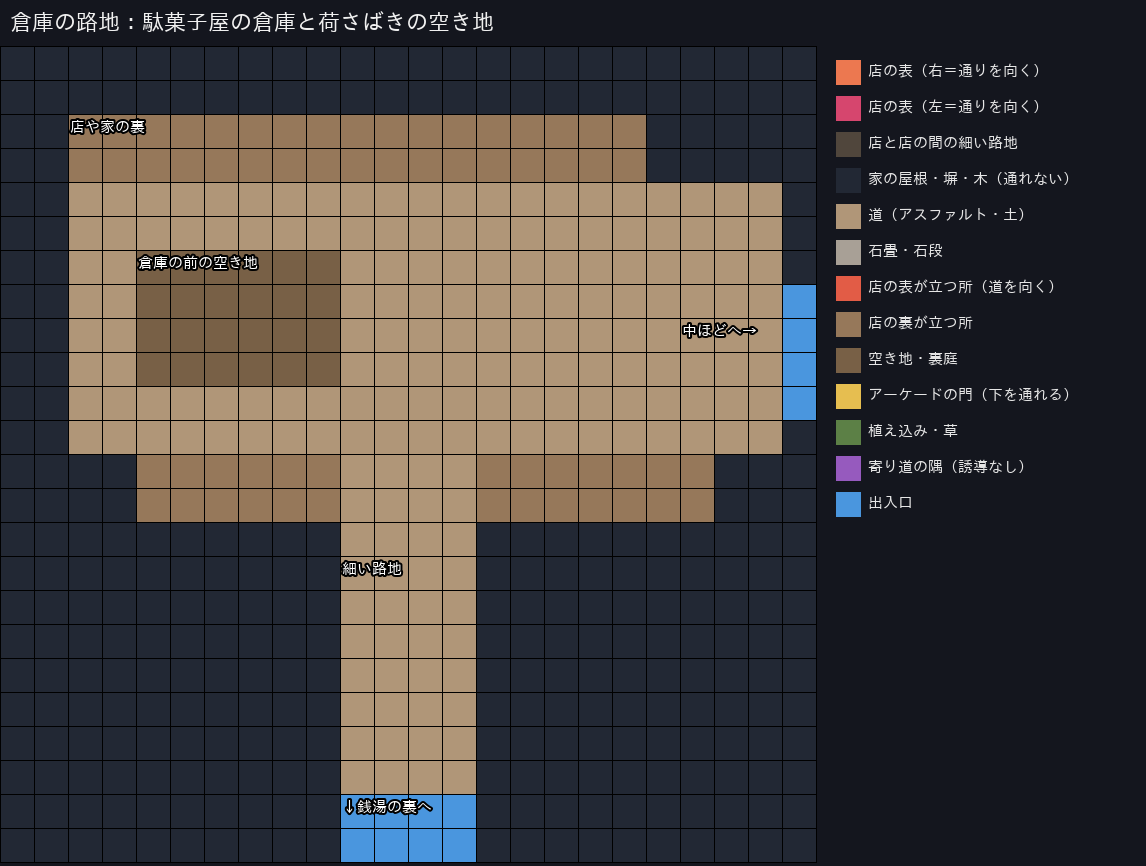 倉庫の路地：駄菓子屋の倉庫と荷さばきの空き地
店や家の裏
倉庫の前の空き地
中ほどへ→
細い路地
↓銭湯の裏へ
店の表（右＝通りを向く）
店の表（左＝通りを向く）
店と店の間の細い路地
家の屋根・塀・木（通れない）
道（アスファルト・土）
石畳・石段
店の表が立つ所（道を向く）
店の裏が立つ所
空き地・裏庭
アーケードの門（下を通れる）
植え込み・草
寄り道の隅（誘導なし）
出入口